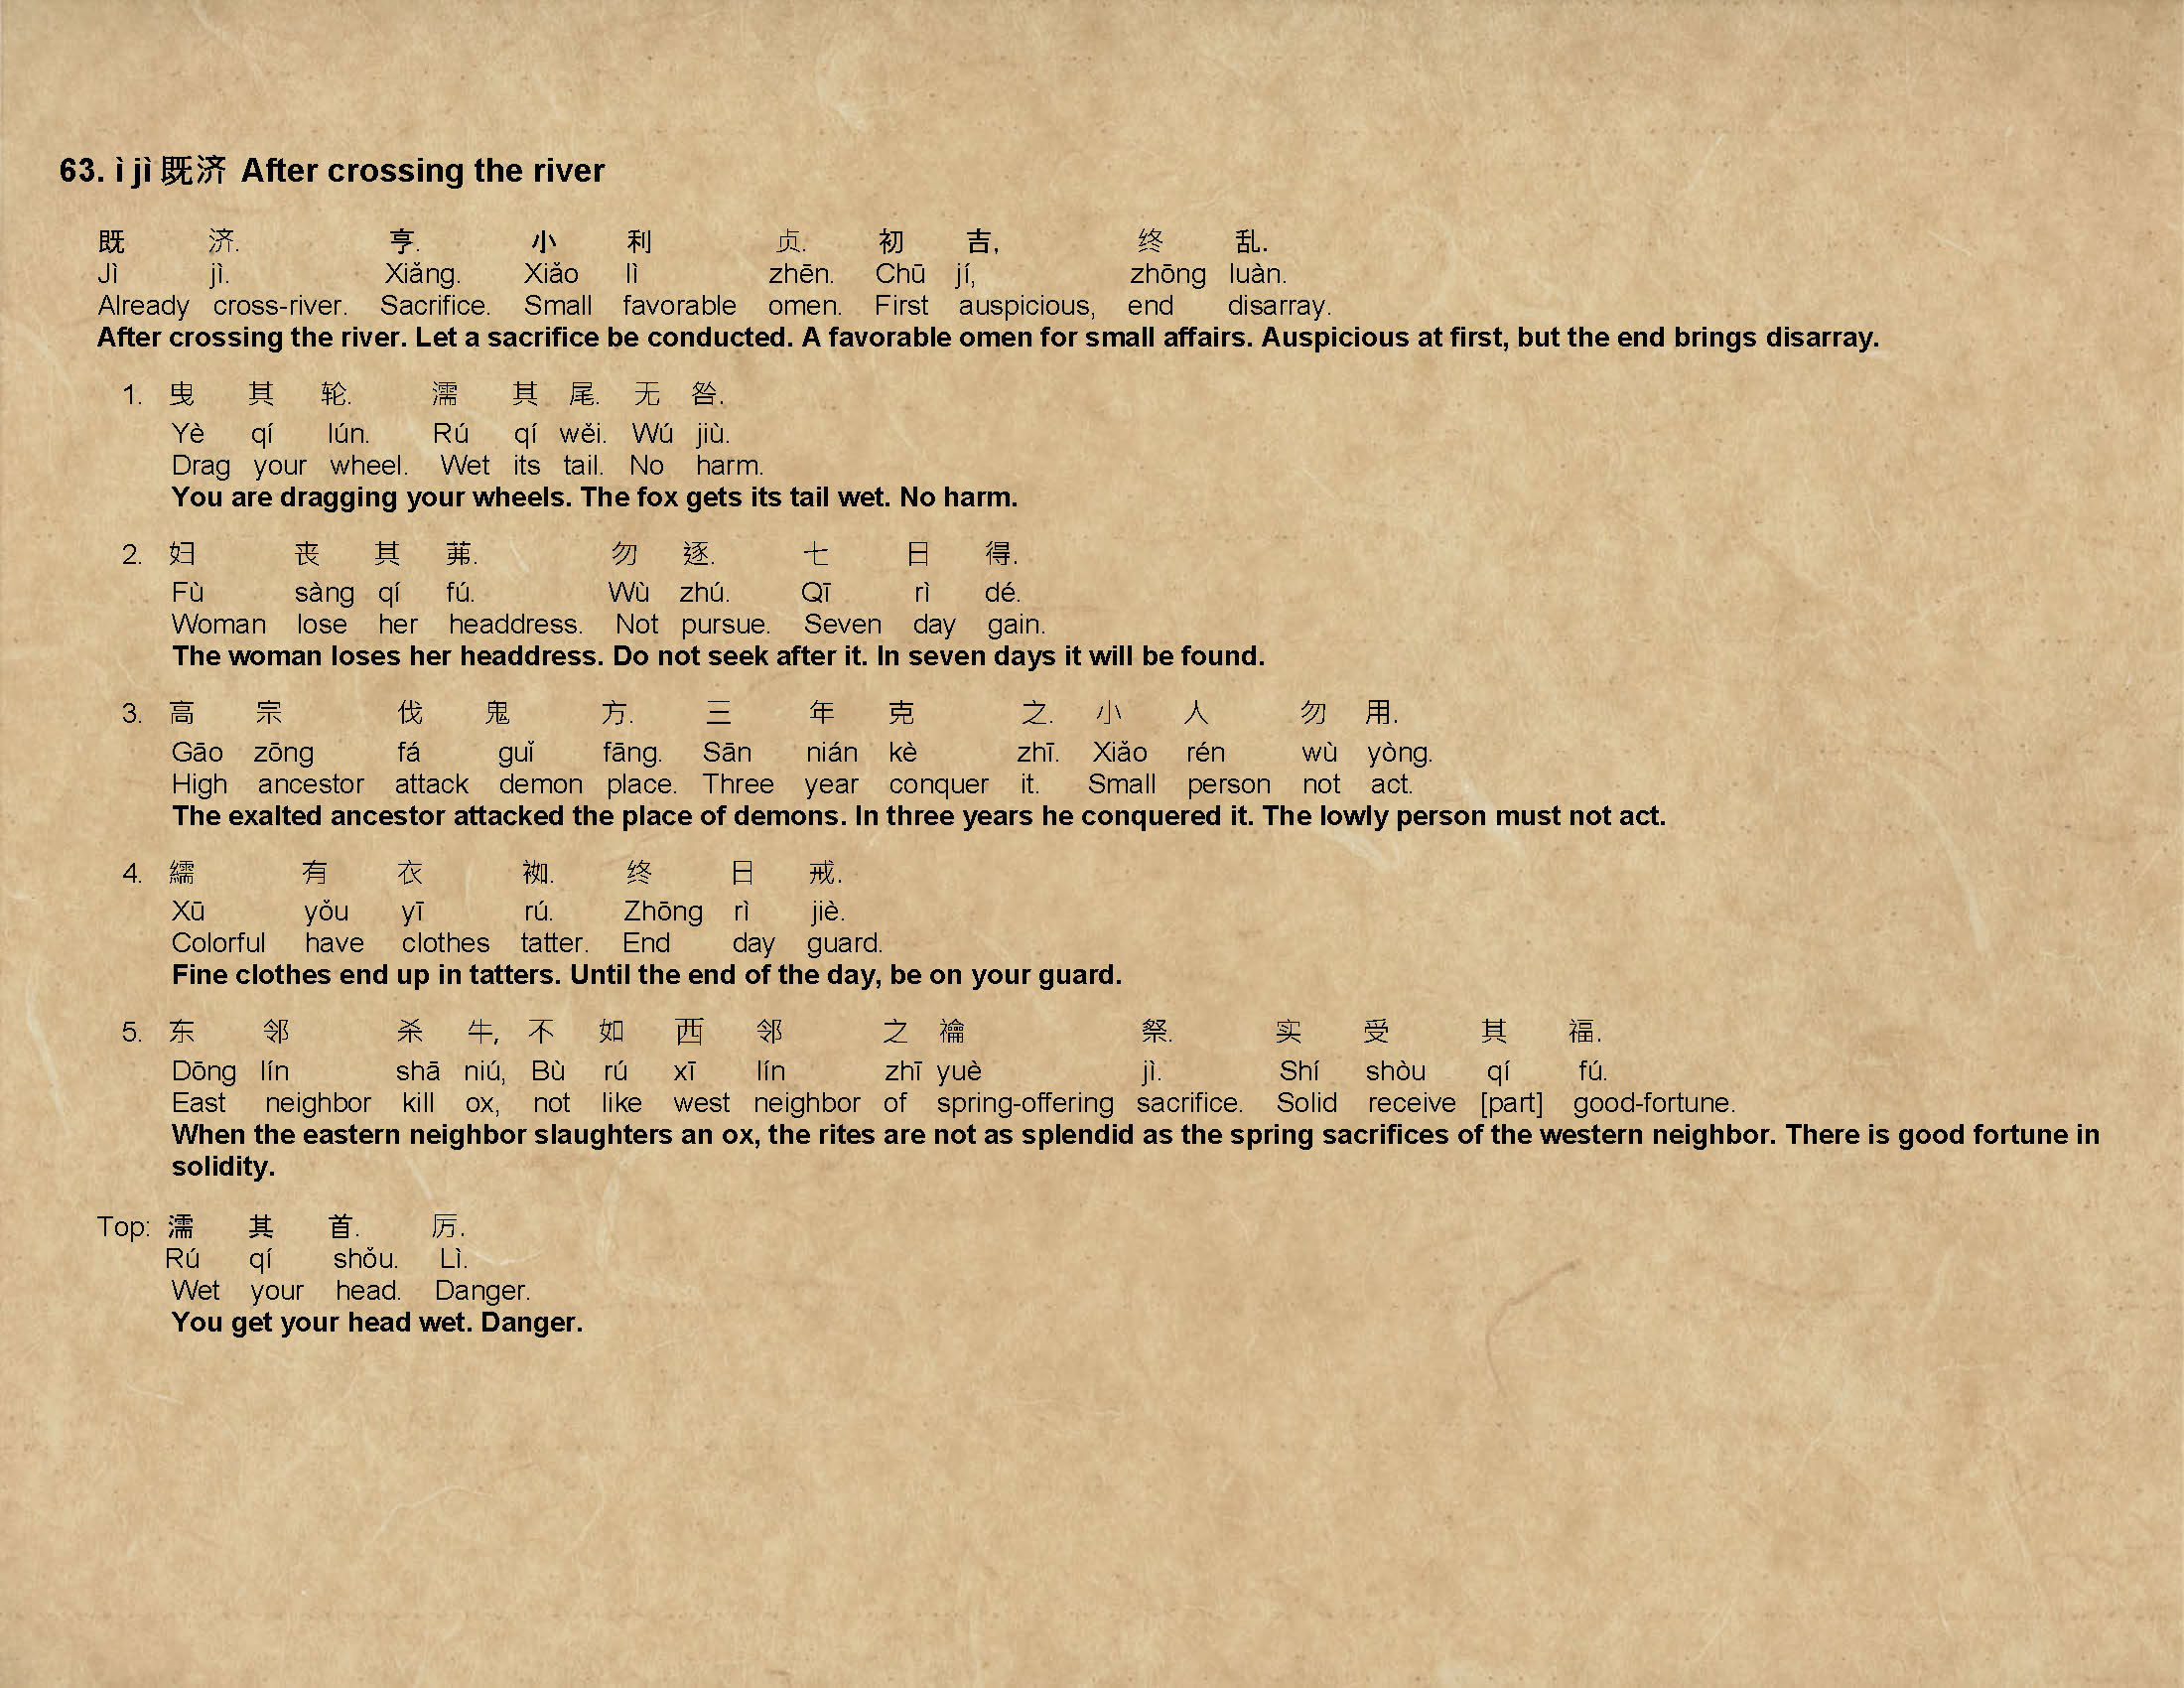 63. ì jì 既济 After crossing the river
既 济. 亨. 小 利 贞. 初 吉, 终 乱.
Jì jì. Xiăng. Xiăo lì zhēn. Chū jí, zhōng luàn.
Already cross-river. Sacrifice. Small favorable omen. First auspicious, end disarray.
After crossing the river. Let a sacrifice be conducted. A favorable omen for small affairs. Auspicious at first, but the end brings disarray.
1. 曳 其 轮. 濡 其 尾. 无 咎.
Yè qí lún. Rú qí wĕi. Wú jiù.
Drag your wheel. Wet its tail. No harm.
You are dragging your wheels. The fox gets its tail wet. No harm.
2. 妇 丧 其 茀. 勿 逐. 七 日 得.
Fù sàng qí fú. Wù zhú. Qī rì dé.
Woman lose her headdress. Not pursue. Seven day gain.
The woman loses her headdress. Do not seek after it. In seven days it will be found.
3. 高 宗 伐 鬼 方. 三 年 克 之. 小 人 勿 用.
Gāo zōng fá guĭ fāng. Sān nián kè zhī. Xiăo rén wù yòng.
High ancestor attack demon place. Three year conquer it. Small person not act.
The exalted ancestor attacked the place of demons. In three years he conquered it. The lowly person must not act.
4. 繻 有 衣 袽. 终 日 戒.
Xū yŏu yī rú. Zhōng rì jiè.
Colorful have clothes tatter. End day guard.
Fine clothes end up in tatters. Until the end of the day, be on your guard.
5. 东 邻 杀 牛, 不 如 西 邻 之 禴 祭. 实 受 其 福.
Dōng lín shā niú, Bù rú xī lín zhī yuè jì. Shí shòu qí fú.
East neighbor kill ox, not like west neighbor of spring-offering sacrifice. Solid receive [part] good-fortune.
When the eastern neighbor slaughters an ox, the rites are not as splendid as the spring sacrifices of the western neighbor. There is good fortune in
solidity.
Top: 濡 其 首. 厉.
Rú qí shŏu. Lì.
Wet your head. Danger.
You get your head wet. Danger.